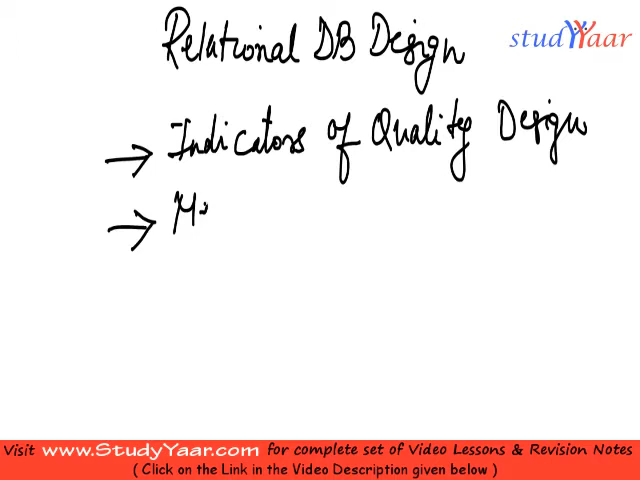 Relational DB Design
studYYaar
→ Indicators of Quality Design
→
Visit www.StudyYaar.com for complete set of Video Lessons & Revision Notes
( Click on the Link in the Video Description given below )